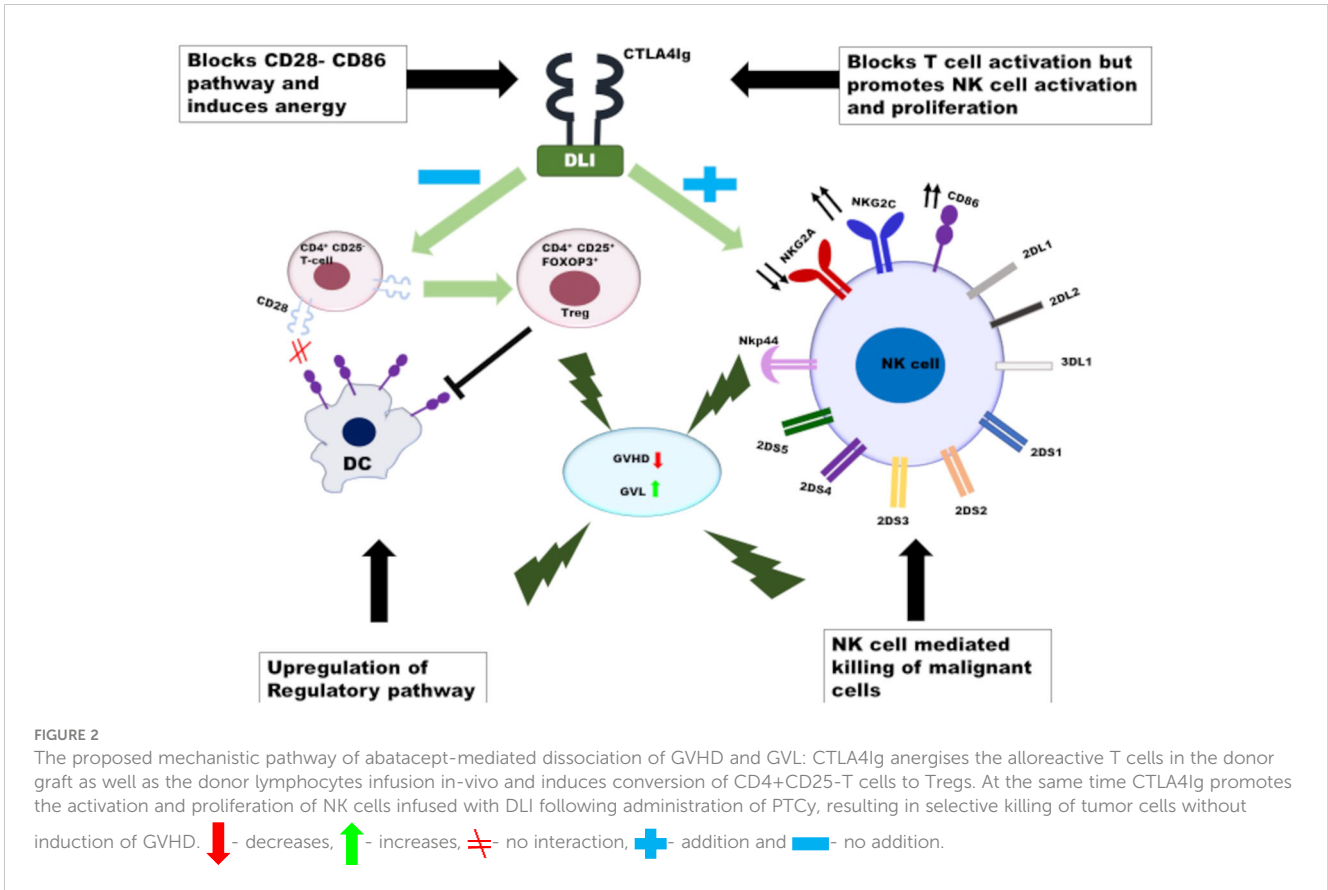 Blocks CD28- CD86
pathway and
induces anergy
CTLA4Ig
Blocks T cell activation but
promotes NK cell activation
and proliferation
DLI
CD4⁺ CD25⁻
T-cell
CD28
CD4⁺ CD25⁺
FOXOP3⁺
Treg
DC
NKG2A
NKG2C
CD86
2DL1
2DL2
3DL1
Nkp44
NK cell
2DS5
2DS4
2DS3
2DS2
2DS1
GVHD
GVL
Upregulation of
Regulatory pathway
NK cell mediated
killing of malignant
cells
FIGURE 2
The proposed mechanistic pathway of abatacept-mediated dissociation of GVHD and GVL: CTLA4Ig anergises the alloreactive T cells in the donor
graft as well as the donor lymphocytes infusion in-vivo and induces conversion of CD4+CD25-T cells to Tregs. At the same time CTLA4Ig promotes
the activation and proliferation of NK cells infused with DLI following administration of PTCy, resulting in selective killing of tumor cells without
induction of GVHD. - decreases, - increases, - no interaction, - addition and - no addition.